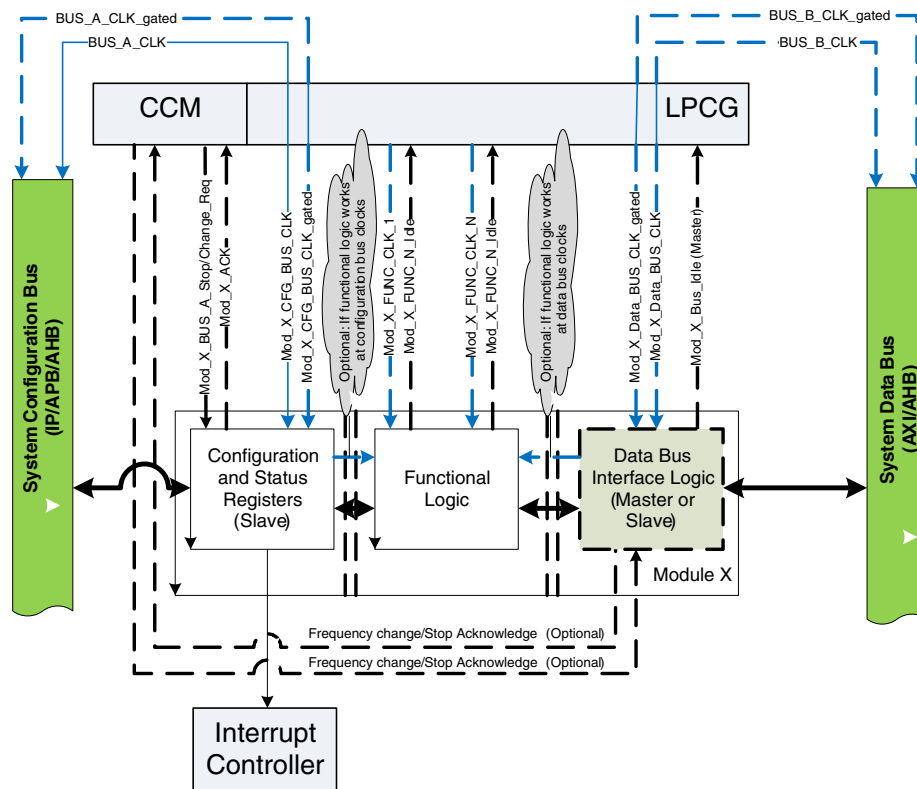 BUS_A_CLK_gated
BUS_A_CLK
BUS_B_CLK_gated
BUS_B_CLK
CCM
LPCG
System Configuration Bus
(IP/APB/AHB)
Mod_X_BUS_A_Stop/Change_Req
Mod_X_ACK
Mod_X_CFG_BUS_CLK
Mod_X_CFG_BUS_CLK_gated
Optional: If functional logic works
at configuration bus clocks
Mod_X_FUNC_CLK_1
Mod_X_FUNC_N_Idle
Mod_X_FUNC_CLK_N
Mod_X_FUNC_N_Idle
Optional: If functional logic works
at data bus clocks
Mod_X_Data_BUS_CLK_gated
Mod_X_Data_BUS_CLK
Mod_X_Bus_Idle (Master)
System Data Bus
(AXI/AHB)
Configuration
and Status
Registers
(Slave)
Functional
Logic
Data Bus
Interface Logic
(Master or
Slave)
Module X
Frequency change/Stop Acknowledge (Optional)
Frequency change/Stop Acknowledge (Optional)
Interrupt
Controller